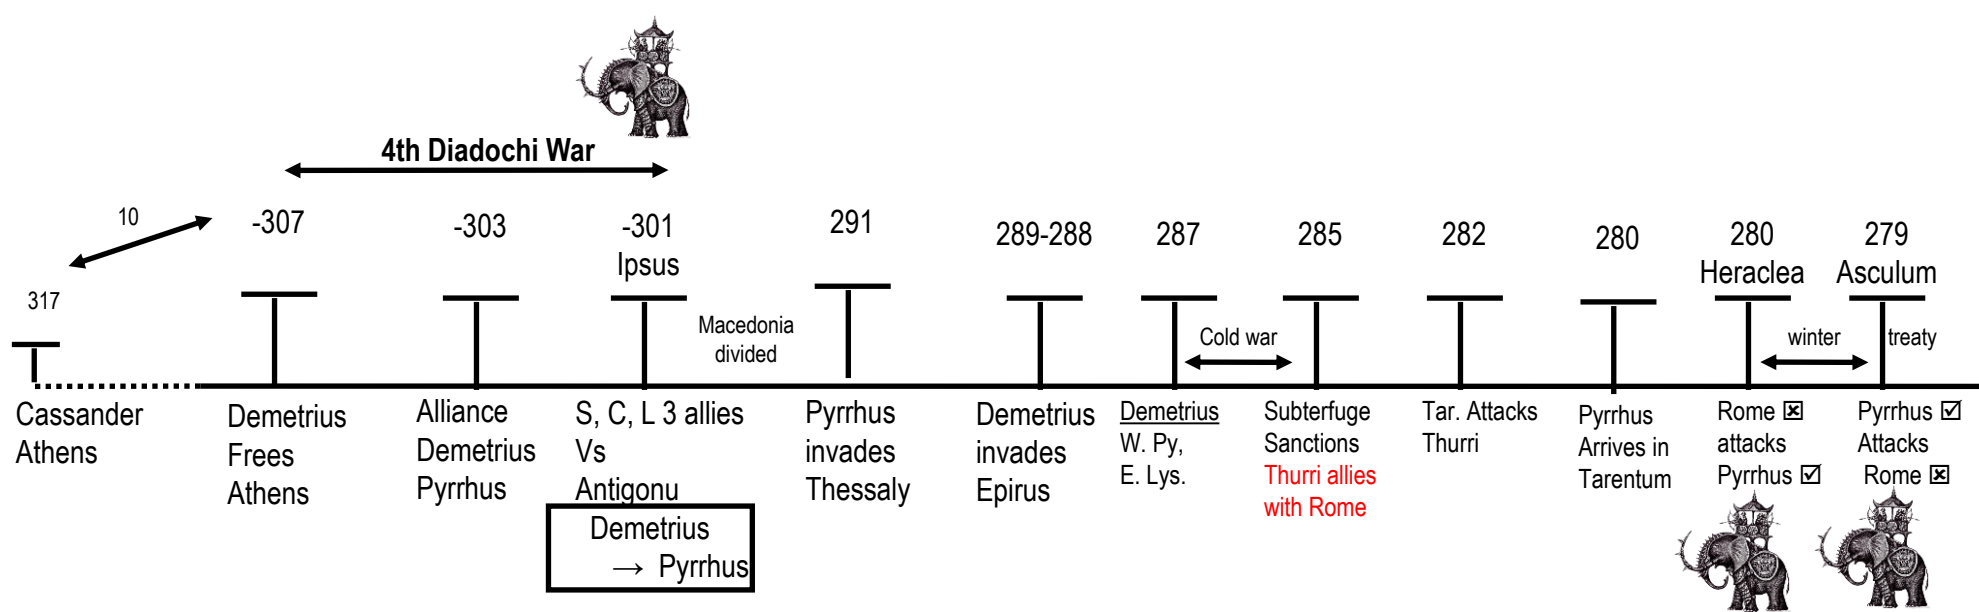 4th Diadochi War
10
317
Cassander
Athens
-307
Demetrius
Frees
Athens
-303
Alliance
Demetrius
Pyrrhus
-301
Ipsus
S, C, L 3 allies
Vs
Antigonu
Demetrius
→ Pyrrhus
Macedonia
divided
291
Pyrrhus
invades
Thessaly
289-288
Demetrius
invades
Epirus
287
Demetrius
W. Py,
E. Lys.
Cold war
285
Subterfuge
Sanctions
Thurri allies
with Rome
282
Tar. Attacks
Thurri
280
Pyrrhus
Arrives in
Tarentum
280
Heraclea
Rome ☒
attacks
Pyrrhus ☑
winter
279
Asculum
treaty
Pyrrhus ☑
Attacks
Rome ☒